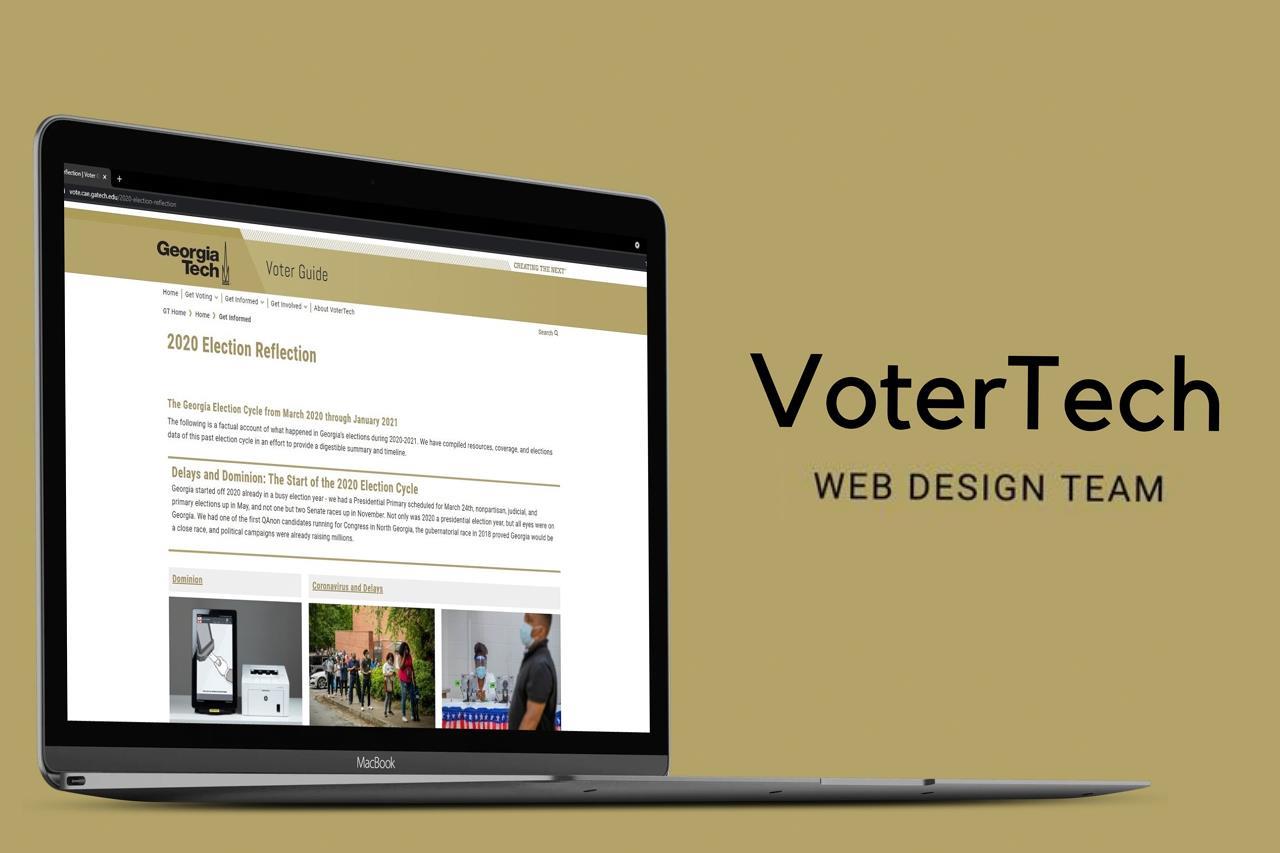 eflection | Voter G × +
vote.cae.gatech.edu/2020-election-reflection
Georgia
Tech
Voter Guide
CREATING THE NEXT®
Home | Get Voting | Get Informed | Get Involved | About VoterTech
GT Home Home Get Informed
Search
2020 Election Reflection
The Georgia Election Cycle from March 2020 through January 2021
The following is a factual account of what happened in Georgia's elections during 2020-2021. We have compiled resources, coverage, and elections
data of this past election cycle in an effort to provide a digestible summary and timeline.
Delays and Dominion: The Start of the 2020 Election Cycle
Georgia started off 2020 already in a busy election year - we had a Presidential Primary scheduled for March 24th, nonpartisan, judicial, and
primary elections up in May, and not one but two Senate races up in November. Not only was 2020 a presidential election year, but all eyes were on
Georgia. We had one of the first QAnon candidates running for Congress in North Georgia, the gubernatorial race in 2018 proved Georgia would be
a close race, and political campaigns were already raising millions.
Dominion
Coronavirus and Delays
MacBook
VoterTech
WEB DESIGN TEAM